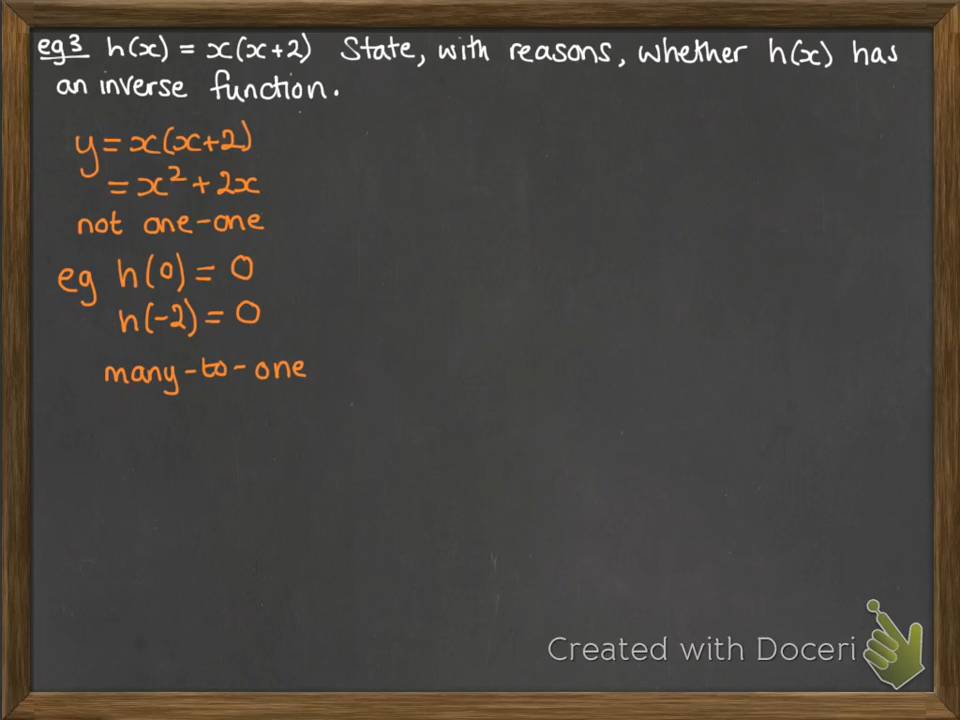 eg3 h(x) = x(x+2) State, with reasons, whether h(x) has
an inverse function.
y = x(x+2)
= x² + 2x
not one-one
eg h(0) = 0
h(-2) = 0
many-to-one
Created with Doceri